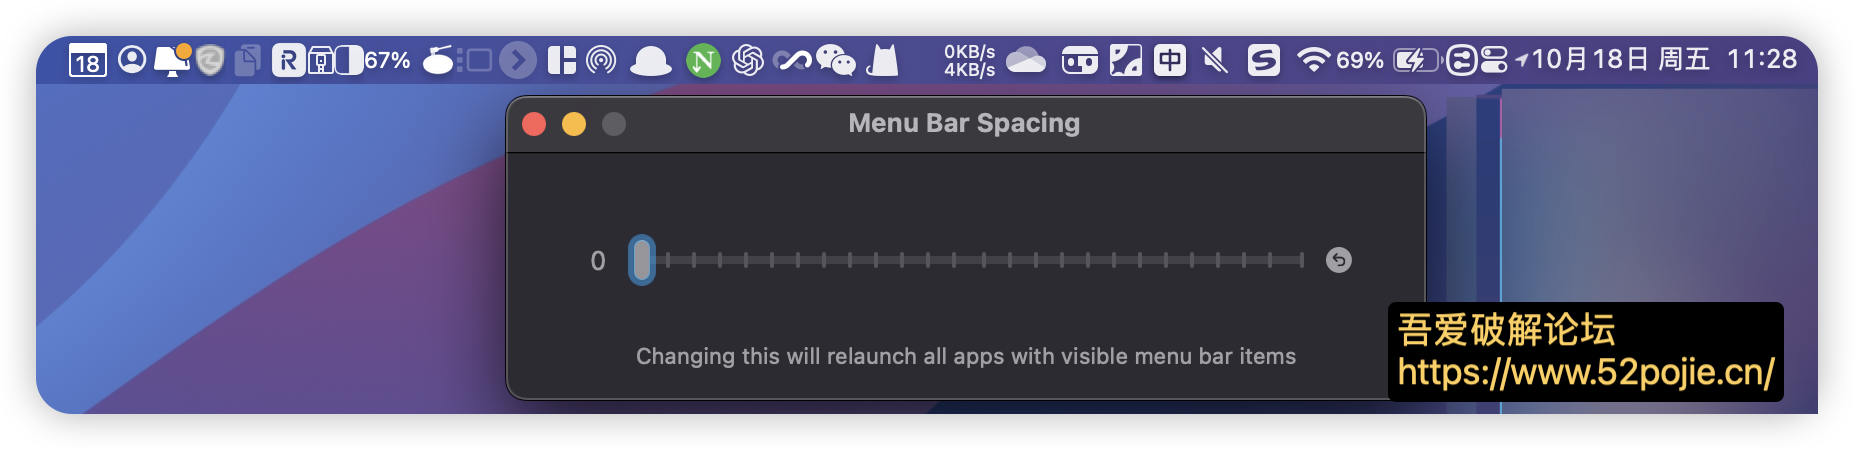 18
67%
N
0KB/s
4KB/s
中
S
69%
10月18日 周五 11:28
Menu Bar Spacing
0
Changing this will relaunch all apps with visible menu bar items
吾爱破解论坛
https://www.52pojie.cn/